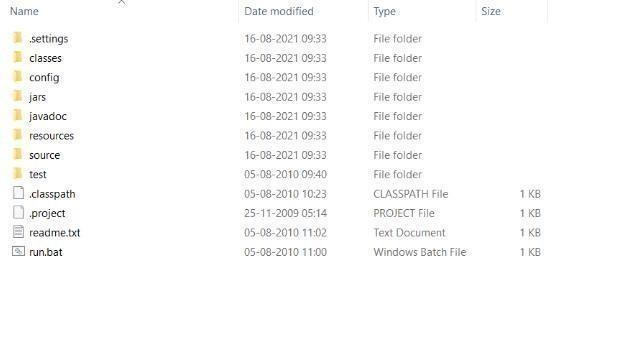 Name Date modified Type Size
.settings 16-08-2021 09:33 File folder
classes 16-08-2021 09:33 File folder
config 16-08-2021 09:33 File folder
jars 16-08-2021 09:33 File folder
javadoc 16-08-2021 09:33 File folder
resources 16-08-2021 09:33 File folder
source 16-08-2021 09:33 File folder
test 05-08-2010 09:40 File folder
.classpath 05-08-2010 10:23 CLASSPATH File 1 KB
.project 25-11-2009 05:14 PROJECT File 1 KB
readme.txt 05-08-2010 11:02 Text Document 1 KB
run.bat 05-08-2010 11:00 Windows Batch File 1 KB